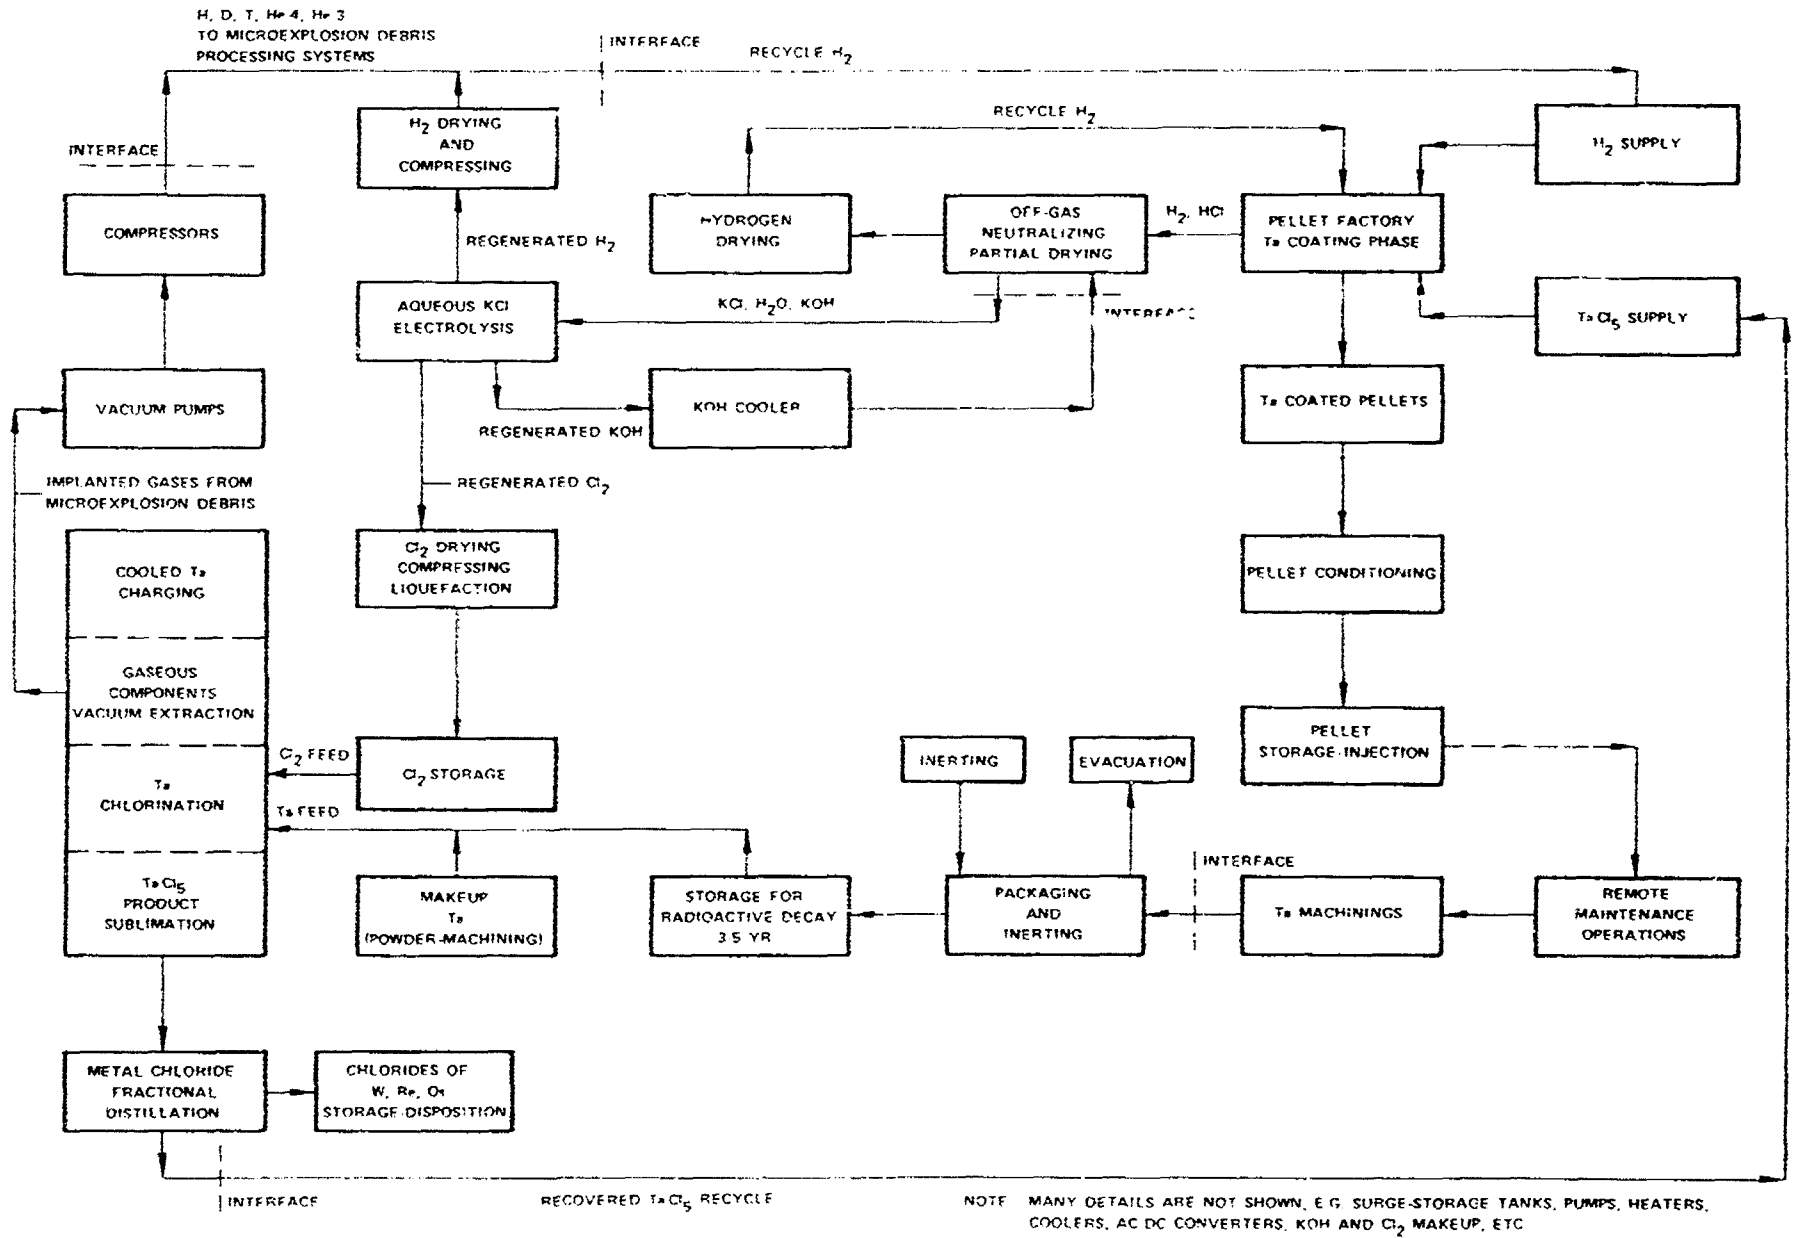 H, D, T, He 4, He 3
TO MICROEXPLOSION DEBRIS
PROCESSING SYSTEMS
INTERFACE
RECYCLE H2
H2 DRYING
AND
COMPRESSING
RECYCLE H2
H2 SUPPLY
INTERFACE
COMPRESSORS
REGENERATED H2
HYDROGEN
DRYING
OFF-GAS
NEUTRALIZING
PARTIAL DRYING
H2, HCl
PELLET FACTORY
Ta COATING PHASE
AQUEOUS KCl
ELECTROLYSIS
KCl, H2O, KOH
INTERFACE
TaCl5 SUPPLY
VACUUM PUMPS
KOH COOLER
REGENERATED KOH
Ta COATED PELLETS
IMPLANTED GASES FROM
MICROEXPLOSION DEBRIS
REGENERATED Cl2
COOLED Ta
CHARGING
Cl2 DRYING
COMPRESSING
LIQUEFACTION
PELLET CONDITIONING
GASEOUS
COMPONENTS
VACUUM EXTRACTION
PELLET
STORAGE-INJECTION
Cl2 FEED
Cl2 STORAGE
INERTING
EVACUATION
Ta
CHLORINATION
Ta FEED
INTERFACE
TaCl5
PRODUCT
SUBLIMATION
MAKEUP
Ta
(POWDER-MACHINING)
STORAGE FOR
RADIOACTIVE DECAY
3.5 YR
PACKAGING
AND
INERTING
Ta MACHININGS
REMOTE
MAINTENANCE
OPERATIONS
METAL CHLORIDE
FRACTIONAL
DISTILLATION
CHLORIDES OF
W, Re, Os
STORAGE-DISPOSITION
INTERFACE
RECOVERED TaCl5 RECYCLE
NOTE MANY DETAILS ARE NOT SHOWN, E.G. SURGE-STORAGE TANKS, PUMPS, HEATERS,
COOLERS, AC DC CONVERTERS, KOH AND Cl2 MAKEUP, ETC